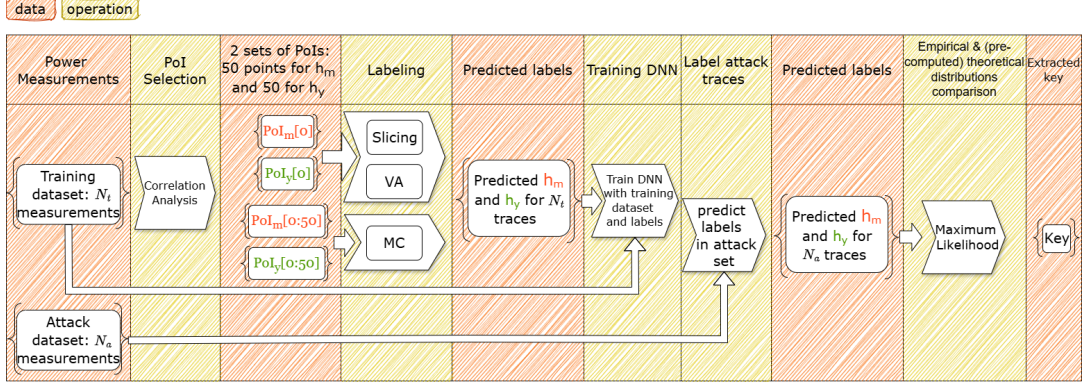 data
operation
Power
Measurements
PoI
Selection
2 sets of PoIs:
50 points for hm
and 50 for hy
Labeling
Predicted labels
Training DNN
Label attack
traces
Predicted labels
Empirical & (pre-
computed) theoretical
distributions
comparison
Extracted
key
Training
dataset: Nt
measurements
Correlation
Analysis
PoIm[0]
PoIy[0]
PoIm[0:50]
PoIy[0:50]
Slicing
VA
MC
Predicted hm
and hy for Nt
traces
Train DNN
with training
dataset
and labels
predict
labels
in attack
set
Predicted hm
and hy for
Na traces
Maximum
Likelihood
Key
Attack
dataset: Na
measurements